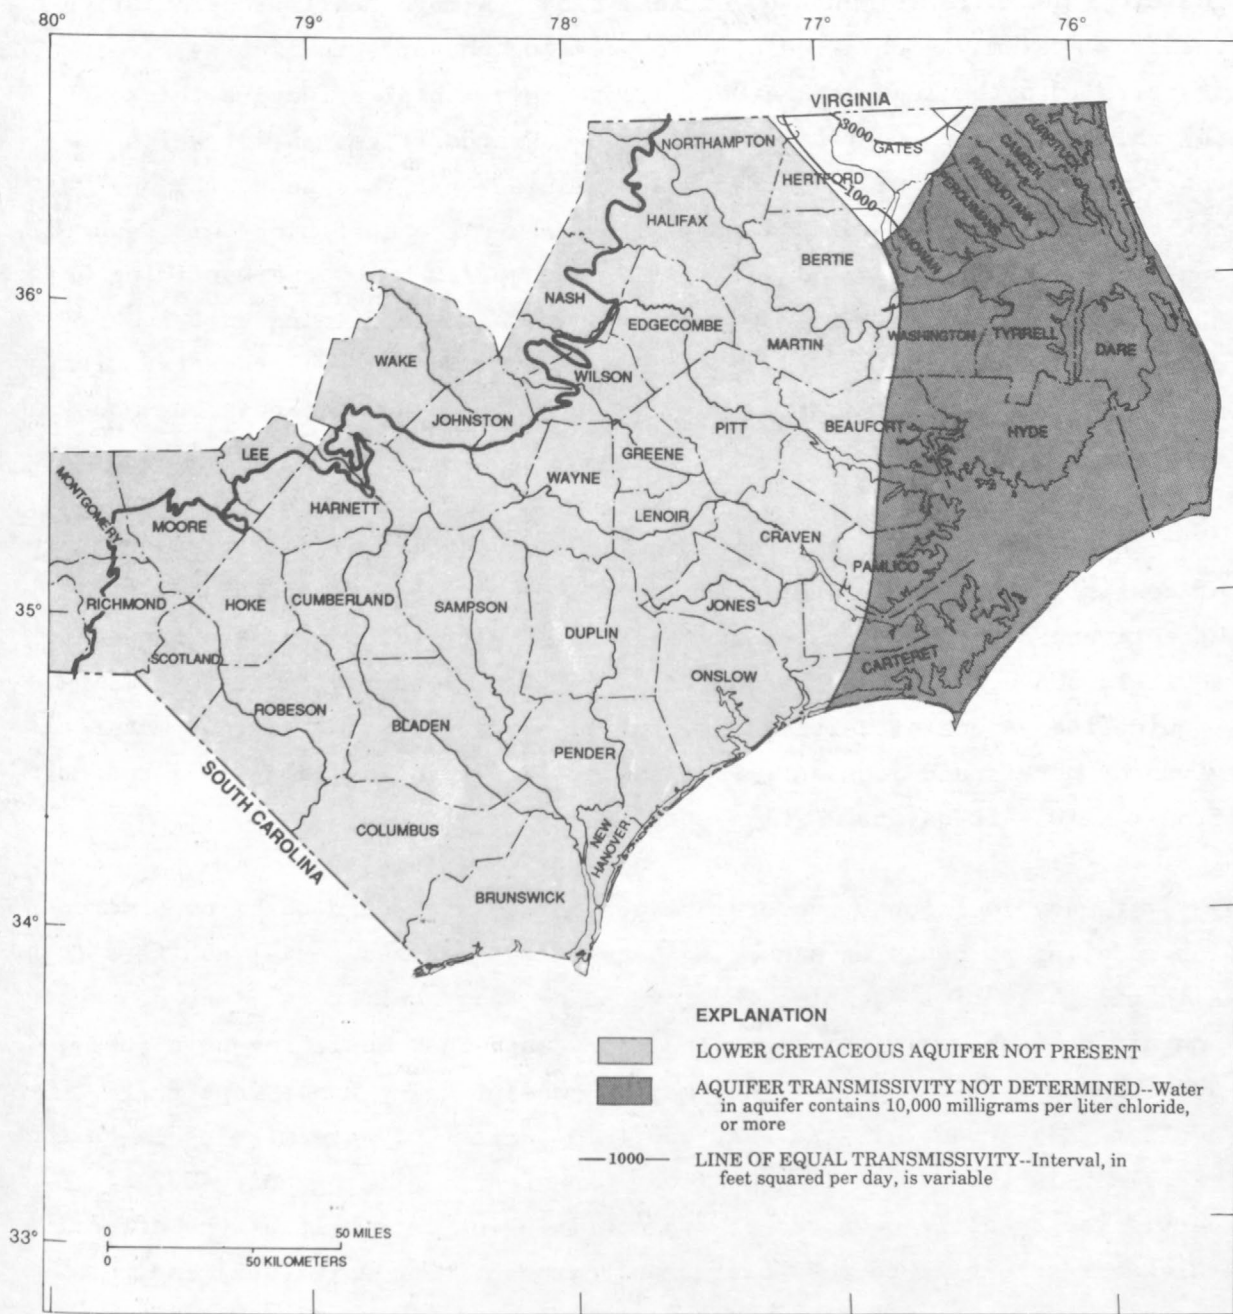 80°
79°
78°
77°
76°
VIRGINIA
3000
GATES
NORTHAMPTON
HERTFORD
1000
CURRITUCK
CAMDEN
PASQUOTANK
PERQUIMANS
CHOWAN
HALIFAX
BERTIE
36°
NASH
EDGECOMBE
MARTIN
WASHINGTON
TYRRELL
DARE
WAKE
WILSON
JOHNSTON
PITT
BEAUFORT
HYDE
LEE
GREENE
WAYNE
MONTGOMERY
MOORE
HARNETT
LENOIR
CRAVEN
PAMLICO
35°
RICHMOND
HOKE
CUMBERLAND
SAMPSON
JONES
DUPLIN
SCOTLAND
CARTERET
ONSLOW
ROBESON
BLADEN
PENDER
SOUTH CAROLINA
COLUMBUS
NEW
HANOVER
BRUNSWICK
34°
EXPLANATION
LOWER CRETACEOUS AQUIFER NOT PRESENT
AQUIFER TRANSMISSIVITY NOT DETERMINED--Water
in aquifer contains 10,000 milligrams per liter chloride,
or more
1000 LINE OF EQUAL TRANSMISSIVITY--Interval, in
feet squared per day, is variable
33°
0 50 MILES
0 50 KILOMETERS